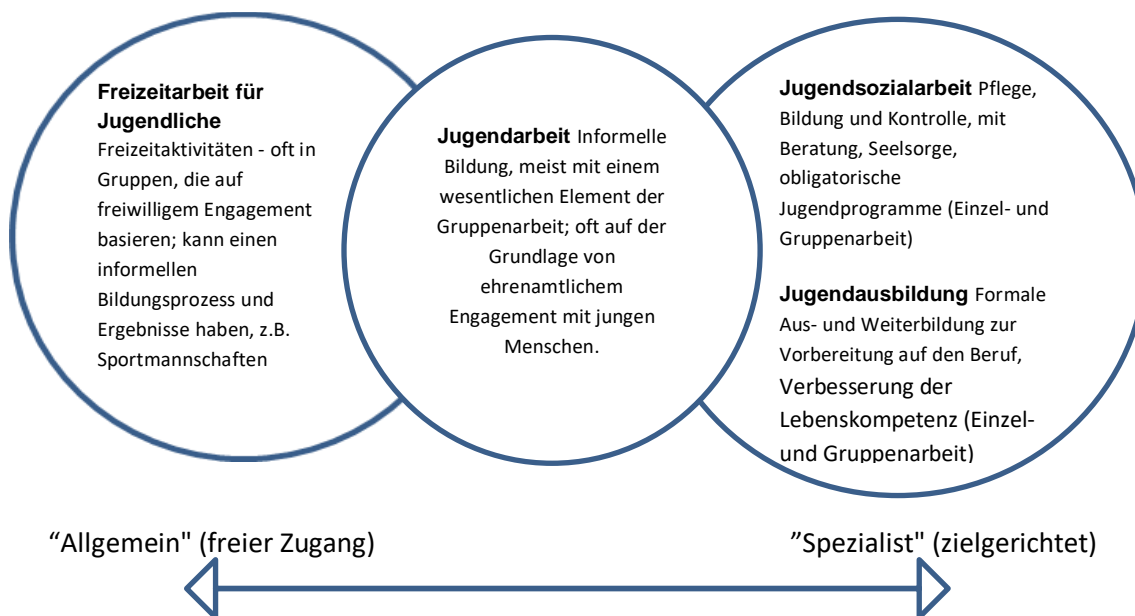 Freizeitarbeit für
Jugendliche
Freizeitaktivitäten - oft in
Gruppen, die auf
freiwilligem Engagement
basieren; kann einen
informellen
Bildungsprozess und
Ergebnisse haben, z.B.
Sportmannschaften
Jugendarbeit Informelle
Bildung, meist mit einem
wesentlichen Element der
Gruppenarbeit; oft auf der
Grundlage von
ehrenamtlichem
Engagement mit jungen
Menschen.
Jugendsozialarbeit Pflege,
Bildung und Kontrolle, mit
Beratung, Seelsorge,
obligatorische
Jugendprogramme (Einzel- und
Gruppenarbeit)
Jugendausbildung Formale
Aus- und Weiterbildung zur
Vorbereitung auf den Beruf,
Verbesserung der
Lebenskompetenz (Einzel-
und Gruppenarbeit)
“Allgemein" (freier Zugang)
”Spezialist" (zielgerichtet)